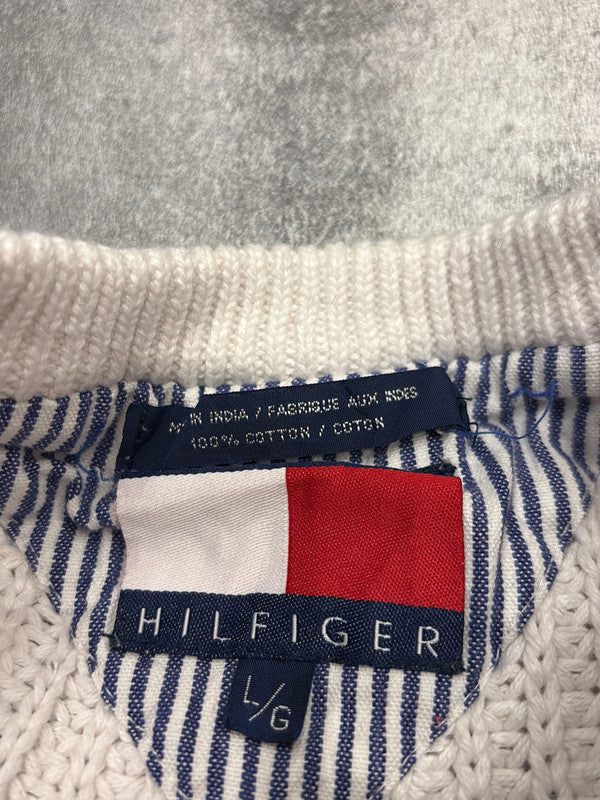 IN INDIA / FABRIQUE AUX INDES
100% COTTON / COTON
HILFIGER
L/G